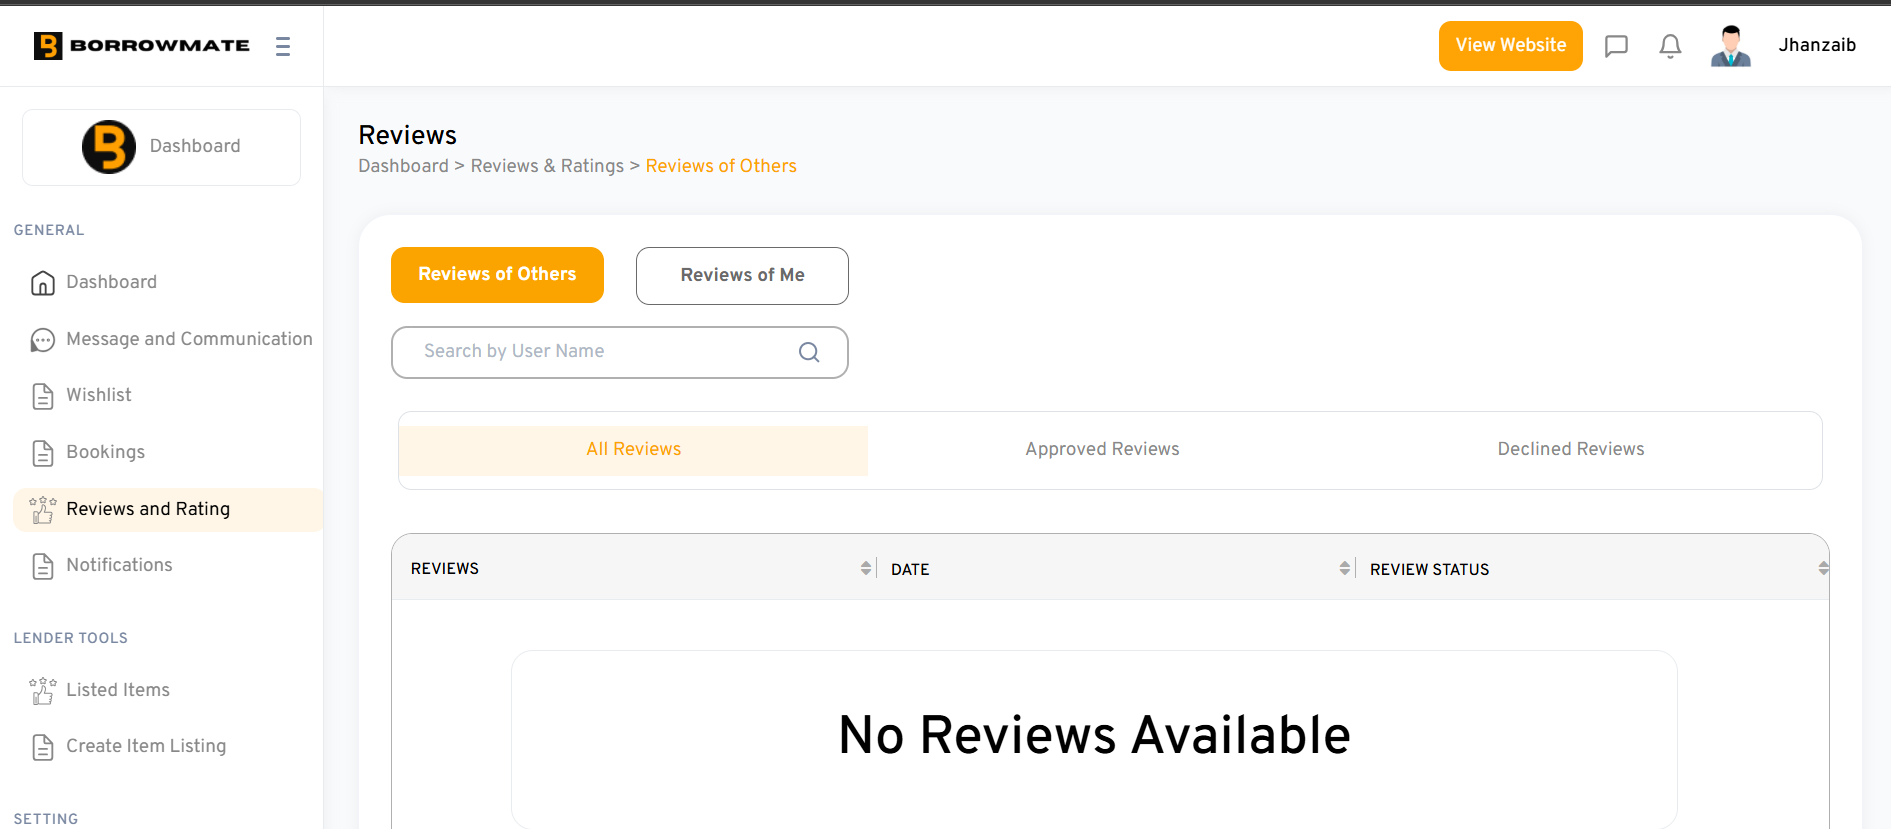 BORROWMATE
View Website
Jhanzaib
Dashboard
GENERAL
Dashboard
Message and Communication
Wishlist
Bookings
Reviews and Rating
Notifications
LENDER TOOLS
Listed Items
Create Item Listing
SETTING
Reviews
Dashboard > Reviews & Ratings > Reviews of Others
Reviews of Others
Reviews of Me
Search by User Name
All Reviews
Approved Reviews
Declined Reviews
REVIEWS
DATE
REVIEW STATUS
No Reviews Available